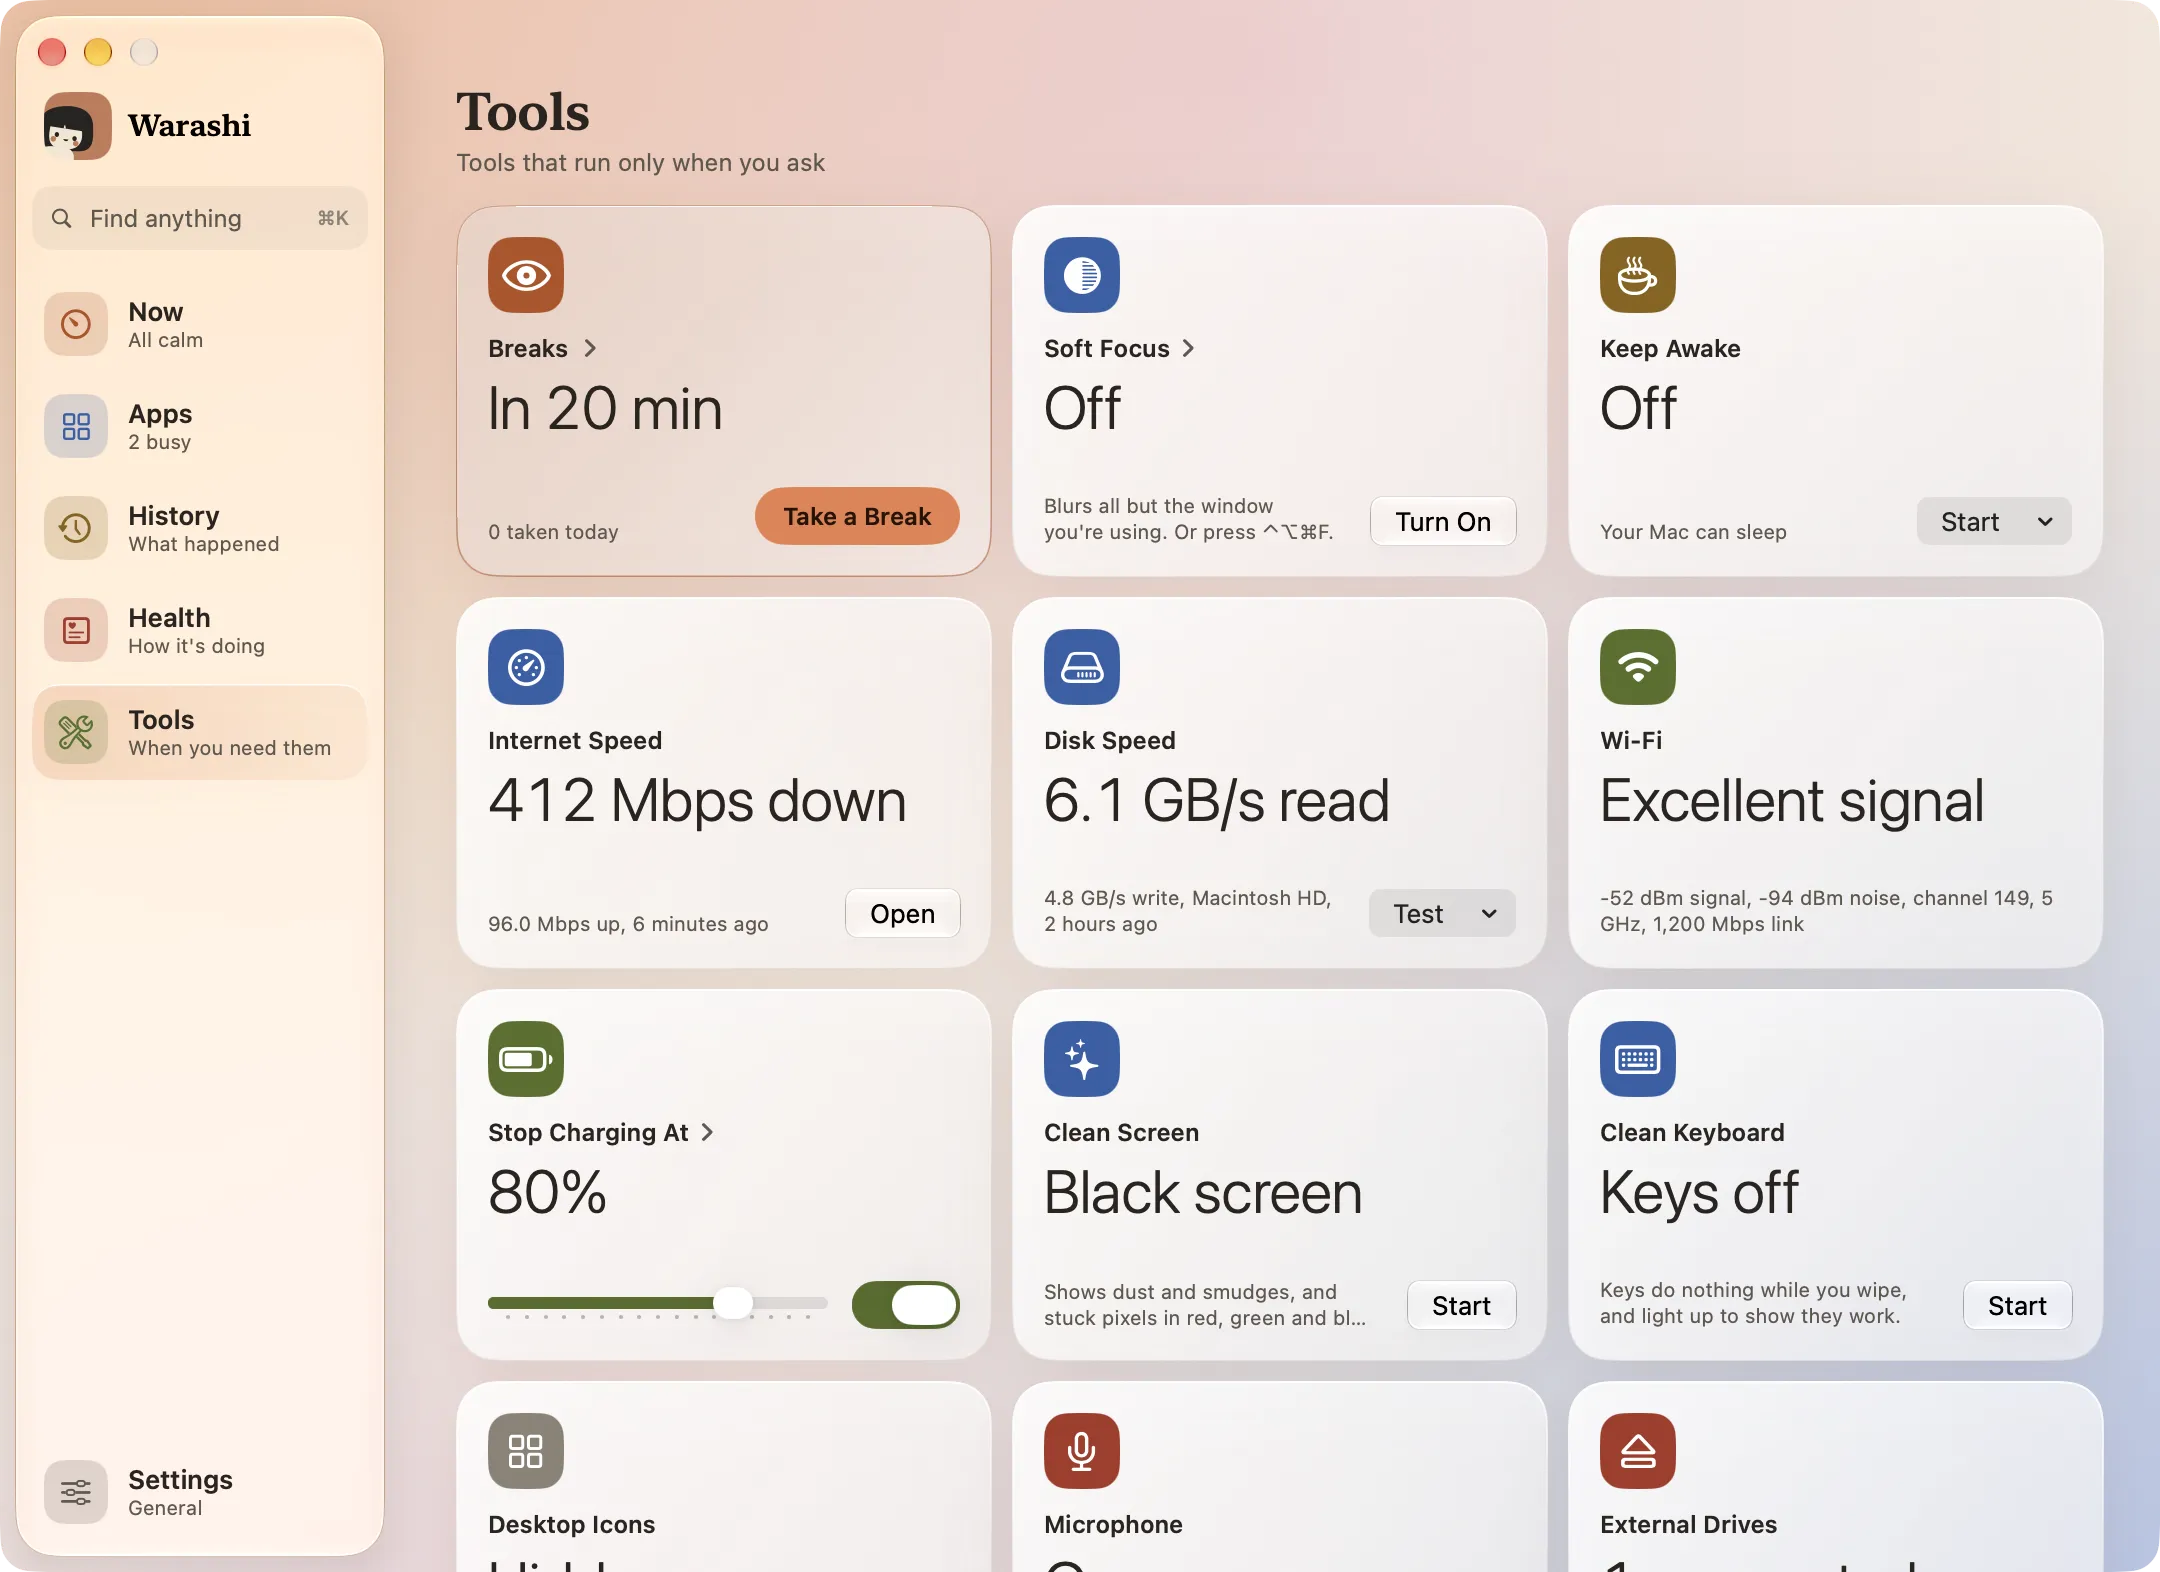 Warashi
Find anything ⌘K
Now
All calm
Apps
2 busy
History
What happened
Health
How it's doing
Tools
When you need them
Settings
General
Tools
Tools that run only when you ask
Breaks
In 20 min
0 taken today
Take a Break
Soft Focus
Off
Blurs all but the window
you're using. Or press ^⌥⌘F.
Turn On
Keep Awake
Off
Your Mac can sleep
Start
Internet Speed
412 Mbps down
96.0 Mbps up, 6 minutes ago
Open
Disk Speed
6.1 GB/s read
4.8 GB/s write, Macintosh HD,
2 hours ago
Test
Wi-Fi
Excellent signal
-52 dBm signal, -94 dBm noise, channel 149, 5
GHz, 1,200 Mbps link
Stop Charging At
80%
Clean Screen
Black screen
Shows dust and smudges, and
stuck pixels in red, green and bl...
Start
Clean Keyboard
Keys off
Keys do nothing while you wipe,
and light up to show they work.
Start
Desktop Icons
Microphone
External Drives